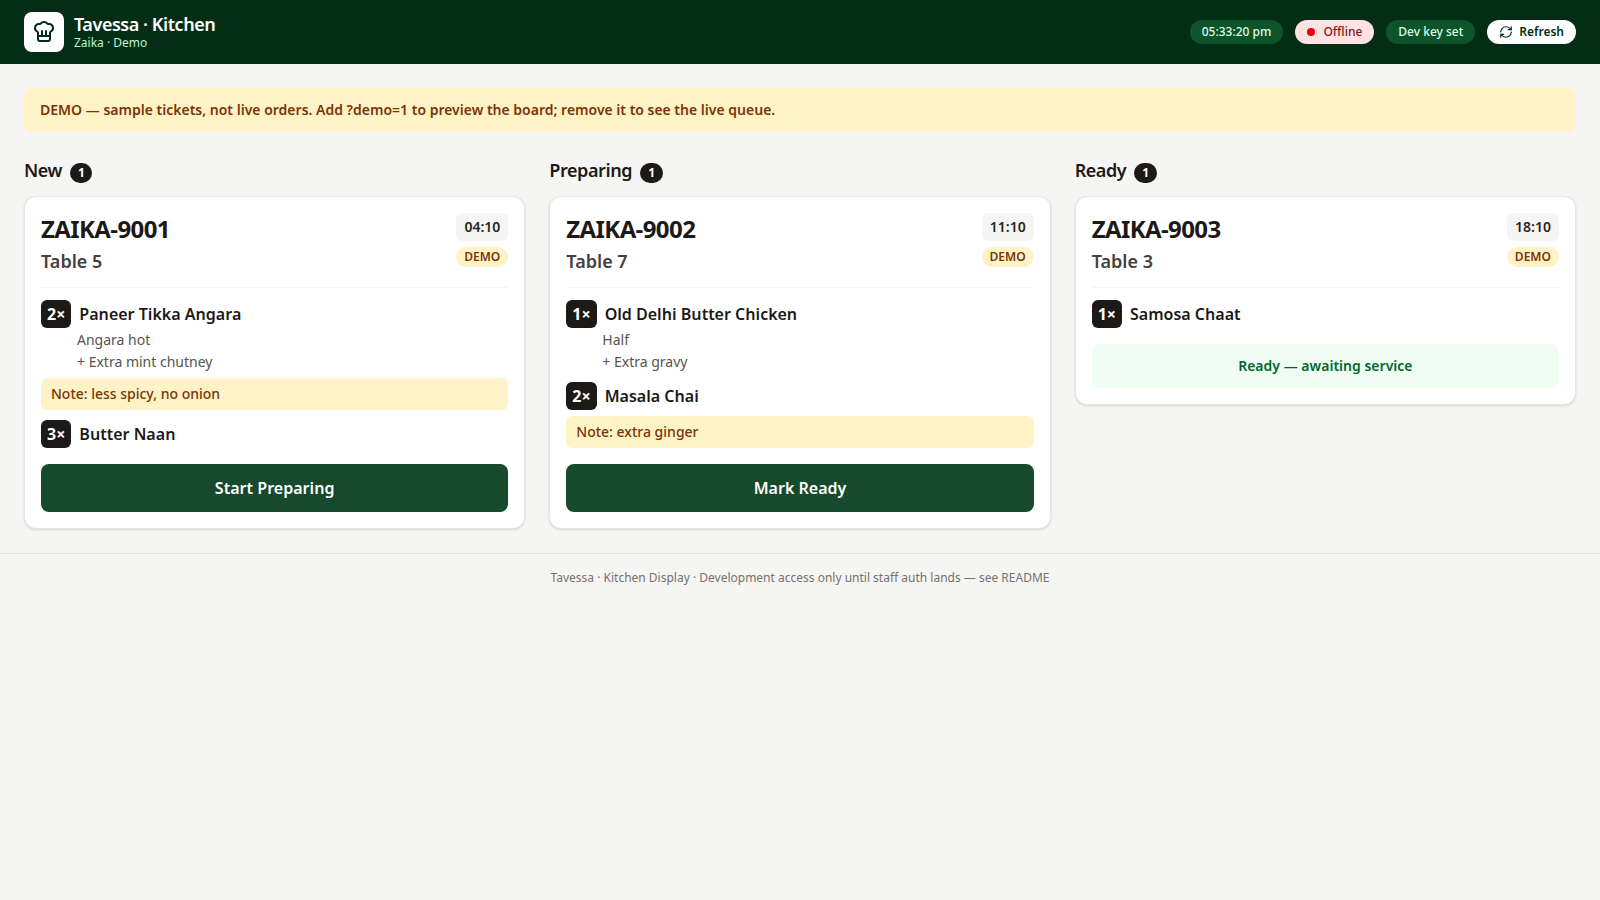 Tavessa · Kitchen
Zaika · Demo
05:33:20 pm
Offline
Dev key set
Refresh
DEMO — sample tickets, not live orders. Add ?demo=1 to preview the board; remove it to see the live queue.
New 1
ZAIKA-9001
04:10
Table 5
DEMO
2× Paneer Tikka Angara
Angara hot
+ Extra mint chutney
Note: less spicy, no onion
3× Butter Naan
Start Preparing
Preparing 1
ZAIKA-9002
11:10
Table 7
DEMO
1× Old Delhi Butter Chicken
Half
+ Extra gravy
2× Masala Chai
Note: extra ginger
Mark Ready
Ready 1
ZAIKA-9003
18:10
Table 3
DEMO
1× Samosa Chaat
Ready — awaiting service
Tavessa · Kitchen Display · Development access only until staff auth lands — see README